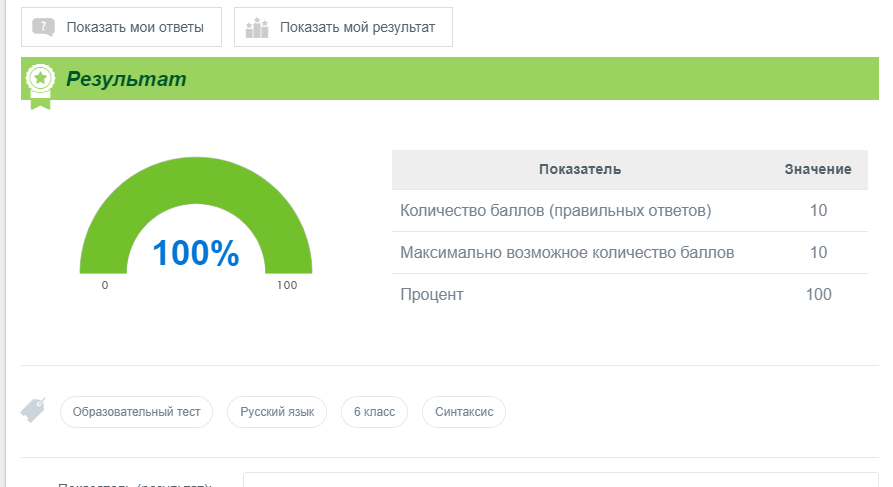 Показать мои ответы
Показать мой результат
Результат
100%
0
100
Показатель Значение
Количество баллов (правильных ответов) 10
Максимально возможное количество баллов 10
Процент 100
Образовательный тест
Русский язык
6 класс
Синтаксис